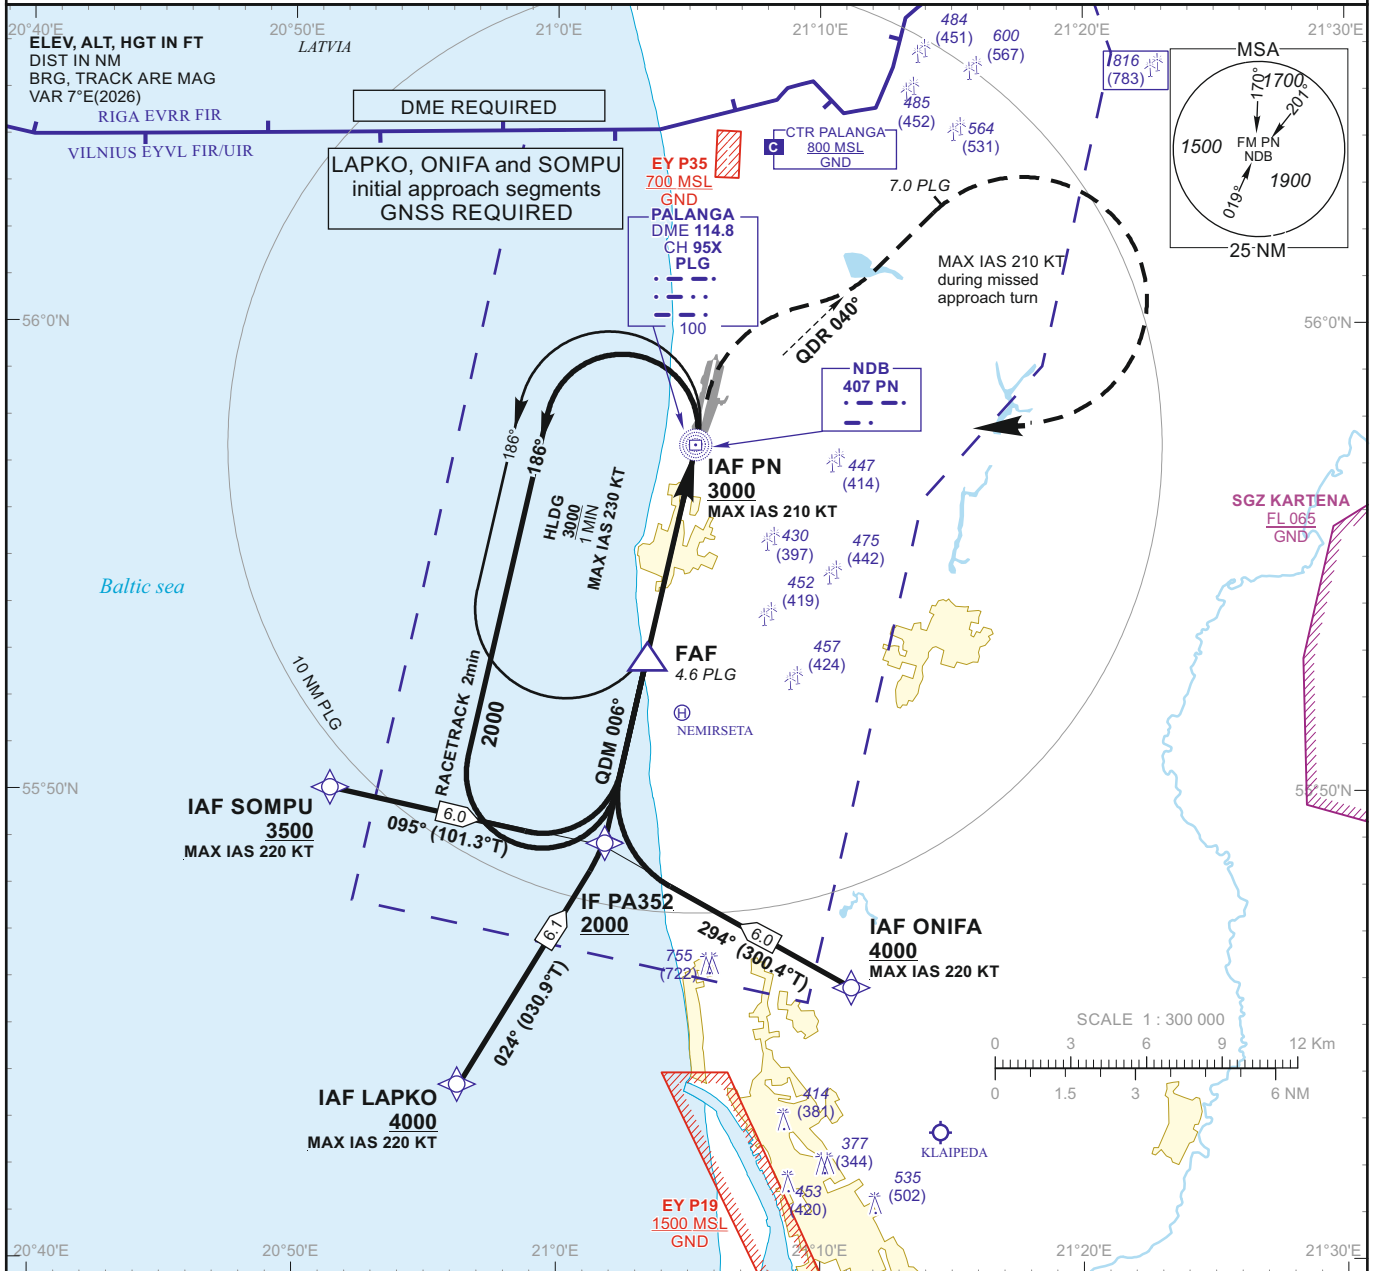 20°40'E
20°50'E
21°0'E
21°10'E
21°20'E
21°30'E
ELEV, ALT, HGT IN FT
DIST IN NM
BRG, TRACK ARE MAG
VAR 7°E(2026)
LATVIA
RIGA EVRR FIR
VILNIUS EYVL FIR/UIR
DME REQUIRED
LAPKO, ONIFA and SOMPU
initial approach segments
GNSS REQUIRED
484
(451)
600
(567)
485
(452)
564
(531)
816
(783)
MSA
170°
1700
201°
1500
FM PN
NDB
1900
019°
25 NM
CTR PALANGA
C
800 MSL
GND
EY P35
700 MSL
GND
PALANGA
DME 114.8
CH 95X
PLG
100
7.0 PLG
MAX IAS 210 KT
during missed
approach turn
QDR 040°
56°0'N
56°0'N
NDB
407 PN
186°
186°
HLDG
3000
1 MIN
MAX IAS 230 KT
IAF PN
3000
MAX IAS 210 KT
447
(414)
430
(397)
475
(442)
452
(419)
457
(424)
SGZ KARTENA
FL 065
GND
Baltic sea
FAF
4.6 PLG
H
NEMIRSETA
10 NM PLG
RACETRACK 2min
2000
QDM 006°
55°50'N
55°50'N
IAF SOMPU
3500
MAX IAS 220 KT
6.0
095° (101.3°T)
IF PA352
2000
6.1
024° (030.9°T)
6.0
294° (300.4°T)
IAF ONIFA
4000
MAX IAS 220 KT
755
(722)
IAF LAPKO
4000
MAX IAS 220 KT
SCALE 1 : 300 000
0
3
6
9
12 Km
0
1.5
3
6 NM
414
(381)
377
(344)
453
(420)
535
(502)
KLAIPEDA
EY P19
1500 MSL
GND
20°40'E
20°50'E
21°0'E
21°10'E
21°20'E
21°30'E